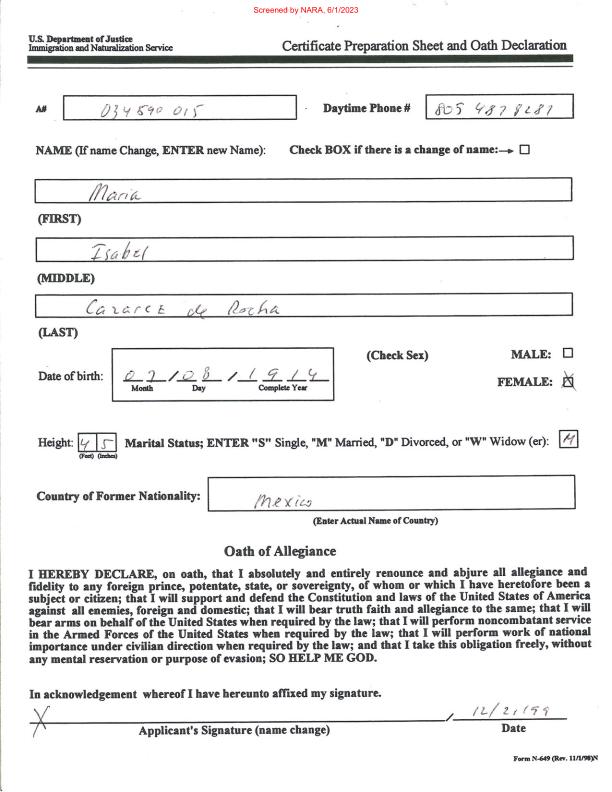 Screened by NARA, 6/1/2023
U.S. Department of Justice
Immigration and Naturalization Service
Certificate Preparation Sheet and Oath Declaration
A# 034 590 015 Daytime Phone # 805 487 8281
NAME (If name Change, ENTER new Name): Check BOX if there is a change of name:→ ☐
Maria
(FIRST)
Isabel
(MIDDLE)
Cazarez de Rocha
(LAST)
(Check Sex) MALE: ☐
Date of birth: 07/08/1914
Month Day Complete Year
FEMALE: ☒
Height: 4 5 Marital Status; ENTER "S" Single, "M" Married, "D" Divorced, or "W" Widow (er): M
(Feet) (Inches)
Country of Former Nationality: Mexico
(Enter Actual Name of Country)
Oath of Allegiance
I HEREBY DECLARE, on oath, that I absolutely and entirely renounce and abjure all allegiance and
fidelity to any foreign prince, potentate, state, or sovereignty, of whom or which I have heretofore been a
subject or citizen; that I will support and defend the Constitution and laws of the United States of America
against all enemies, foreign and domestic; that I will bear truth faith and allegiance to the same; that I will
bear arms on behalf of the United States when required by the law; that I will perform noncombatant service
in the Armed Forces of the United States when required by the law; that I will perform work of national
importance under civilian direction when required by the law; and that I take this obligation freely, without
any mental reservation or purpose of evasion; SO HELP ME GOD.
In acknowledgement whereof I have hereunto affixed my signature.
X / 12/2/99
Applicant's Signature (name change) Date
Form N-649 (Rev. 11/1/98)N